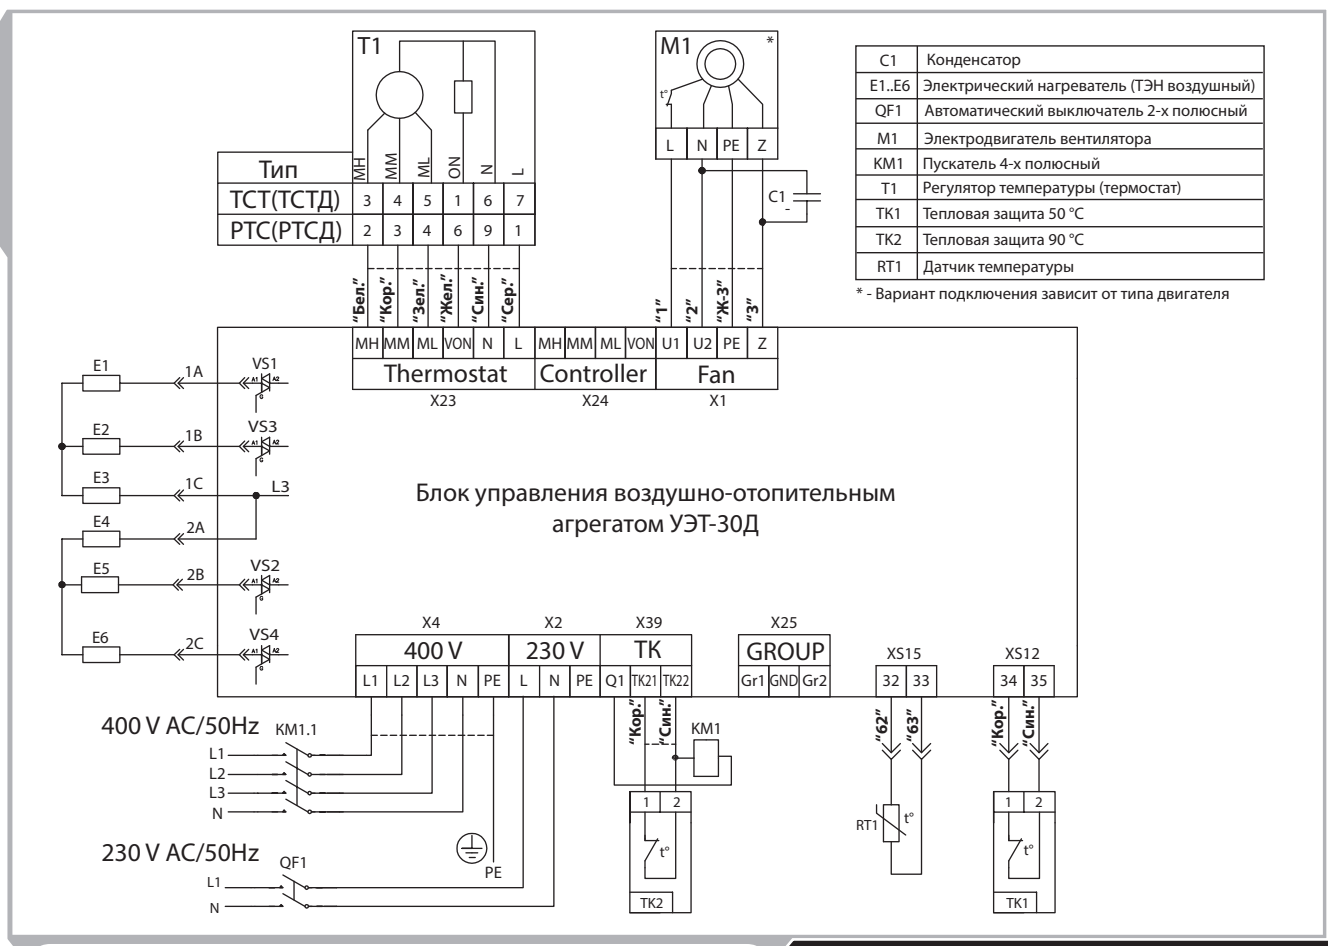 T1
M1
*
t°
L N PE Z
C1
MH MM ML ON N L
Тип
ТСТ(ТСТД) 3 4 5 1 6 7
РТС(РТСД) 2 3 4 6 9 1
"Бел." "Кор." "Зел." "Жел." "Син." "Сер."
"1" "2" "Ж-З" "3"
C1 Конденсатор
E1..E6 Электрический нагреватель (ТЭН воздушный)
QF1 Автоматический выключатель 2-х полюсный
M1 Электродвигатель вентилятора
KM1 Пускатель 4-х полюсный
T1 Регулятор температуры (термостат)
TK1 Тепловая защита 50 °C
TK2 Тепловая защита 90 °C
RT1 Датчик температуры
* - Вариант подключения зависит от типа двигателя
MH MM ML VON N L MH MM ML VON U1 U2 PE Z
Thermostat Controller Fan
X23 X24 X1
E1 1A VS1 A1 A2 G
E2 1B VS3 A1 A2 G
E3 1C L3
E4 2A
E5 2B VS2 A1 A2 G
E6 2C VS4 A1 A2 G
Блок управления воздушно-отопительным
агрегатом УЭТ-30Д
X4 X2 X39 X25
400 V 230 V TK GROUP
L1 L2 L3 N PE L N PE Q1 TK21 TK22 Gr1 GND Gr2
XS15 XS12
32 33 34 35
"Кор." "Син." "62" "63" "Кор." "Син."
KM1
400 V AC/50Hz
KM1.1
L1
L2
L3
N
PE
230 V AC/50Hz
QF1
L1
N
1 2
t°
TK2
RT1 t°
1 2
t°
TK1